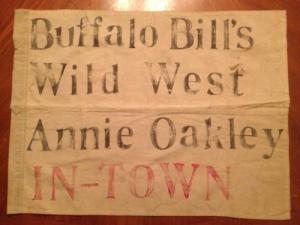 Buffalo Bill's
Wild West
Annie Oakley
IN-TOWN